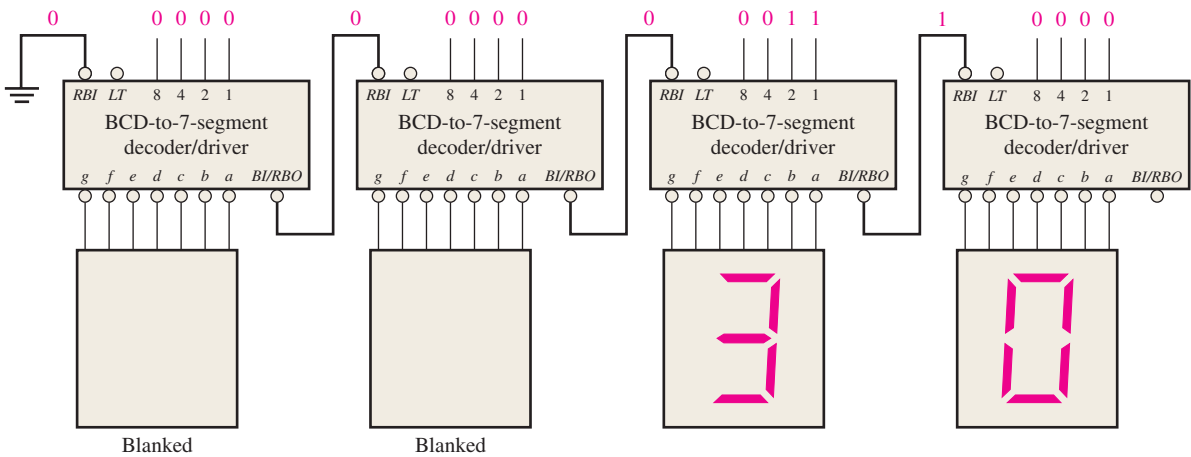 0 0 0 0 0 0 0 0 0 0 0 0 0 1 1 1 0 0 0 0
RBI LT 8 4 2 1 RBI LT 8 4 2 1 RBI LT 8 4 2 1 RBI LT 8 4 2 1
BCD-to-7-segment BCD-to-7-segment BCD-to-7-segment BCD-to-7-segment
decoder/driver decoder/driver decoder/driver decoder/driver
g f e d c b a BI/RBO g f e d c b a BI/RBO g f e d c b a BI/RBO g f e d c b a BI/RBO
3 0
Blanked Blanked